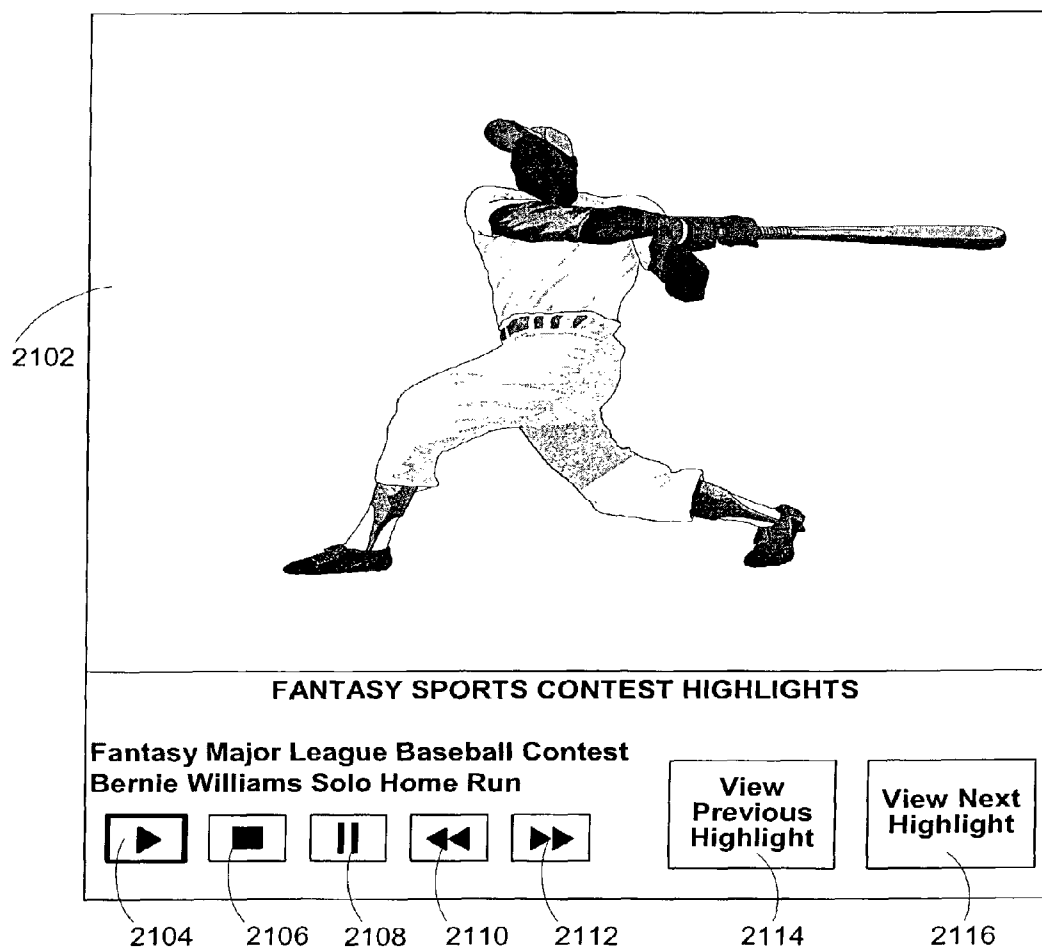 2102
FANTASY SPORTS CONTEST HIGHLIGHTS
Fantasy Major League Baseball Contest
Bernie Williams Solo Home Run
View
Previous
Highlight
View Next
Highlight
2104 2106 2108 2110 2112 2114 2116